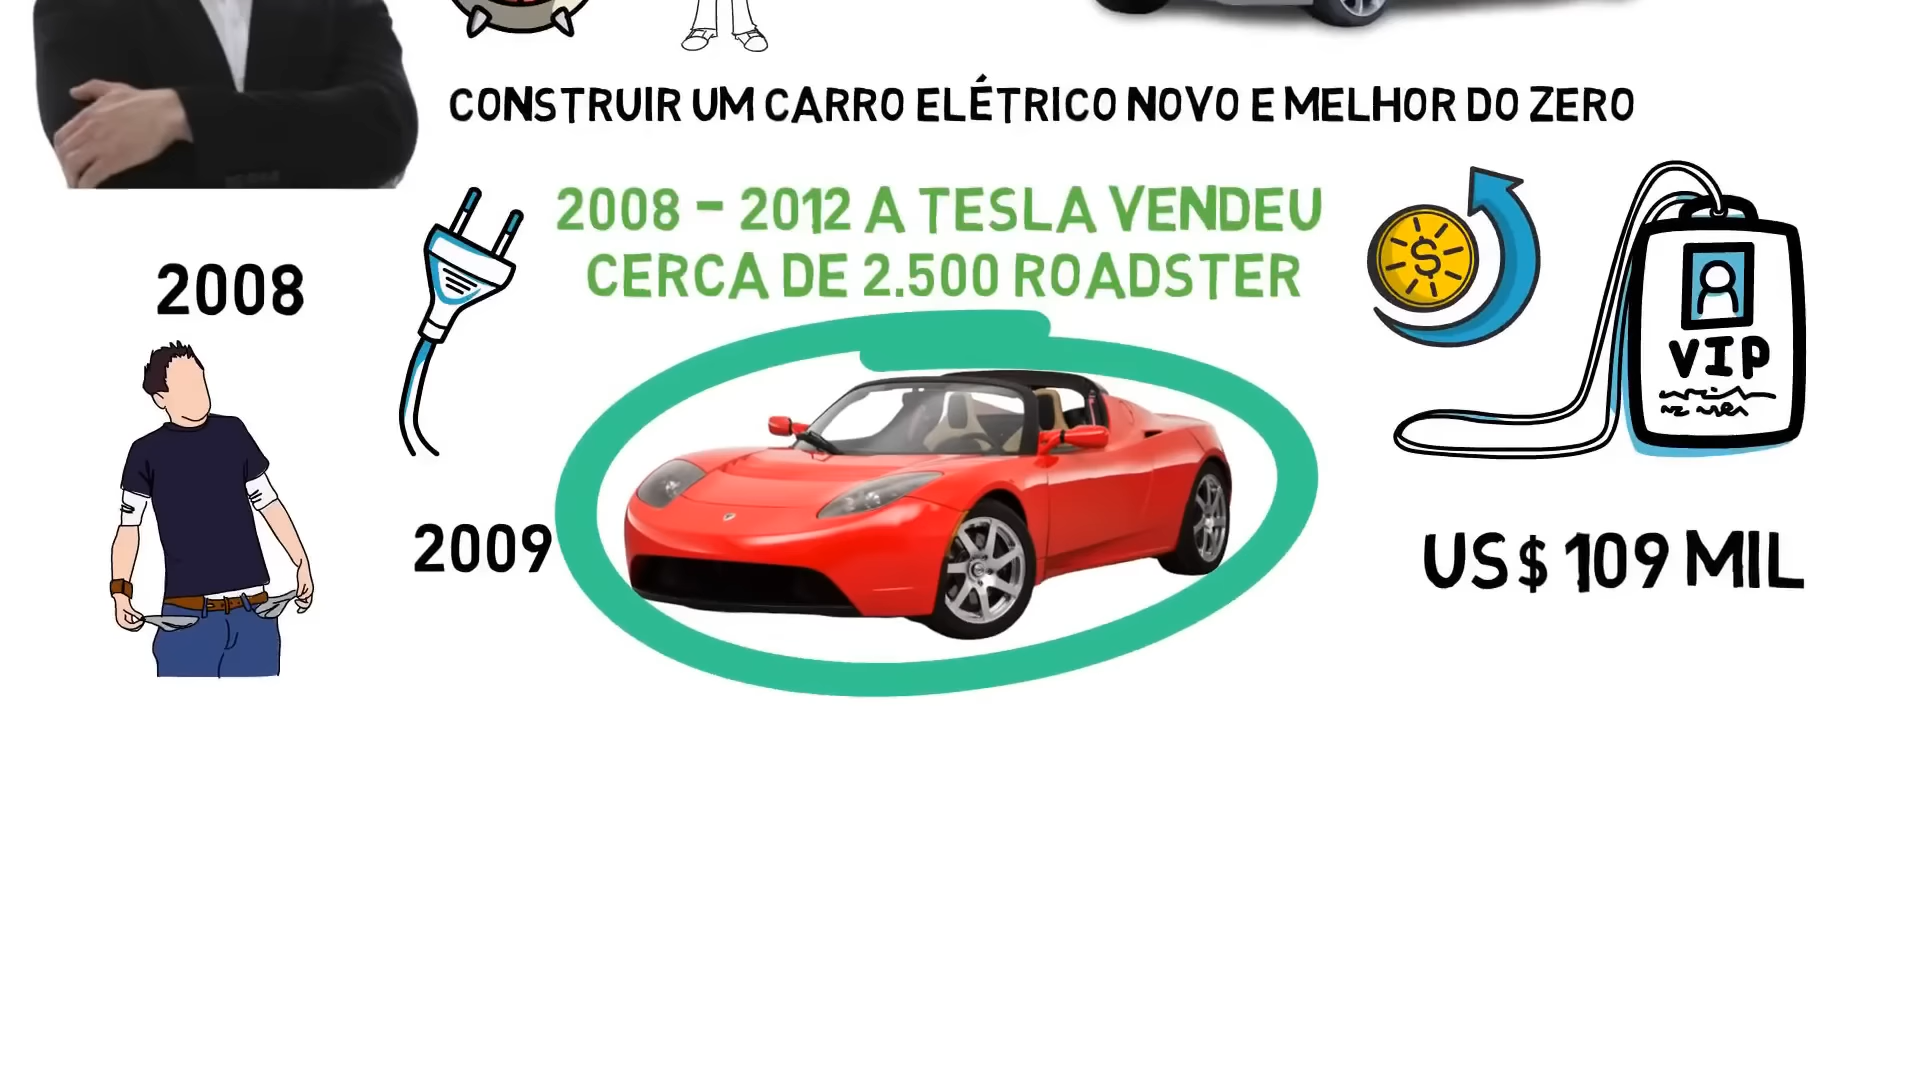 CONSTRUIR UM CARRO ELÉTRICO NOVO E MELHOR DO ZERO
2008 - 2012 A TESLA VENDEU
CERCA DE 2.500 ROADSTER
2008
$
VIP
2009
US$ 109 MIL